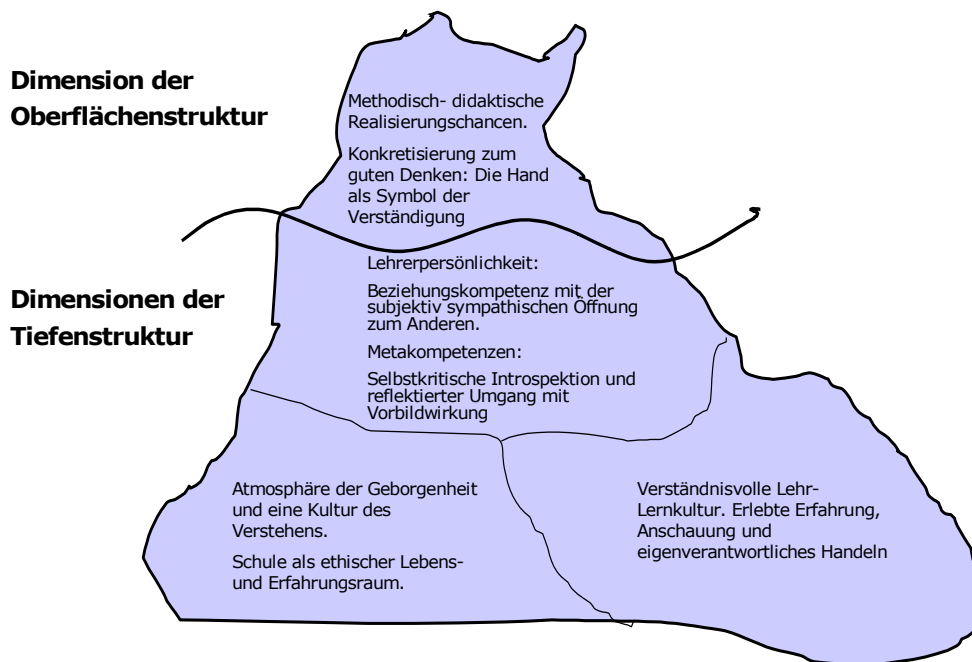 Dimension der
Oberflächenstruktur
Methodisch- didaktische
Realisierungschancen.
Konkretisierung zum
guten Denken: Die Hand
als Symbol der
Verständigung
Dimensionen der
Tiefenstruktur
Lehrerpersönlichkeit:
Beziehungskompetenz mit der
subjektiv sympathischen Öffnung
zum Anderen.
Metakompetenzen:
Selbstkritische Introspektion und
reflektierter Umgang mit
Vorbildwirkung
Atmosphäre der Geborgenheit
und eine Kultur des
Verstehens.
Schule als ethischer Lebens-
und Erfahrungsraum.
Verständnisvolle Lehr-
Lernkultur. Erlebte Erfahrung,
Anschauung und
eigenverantwortliches Handeln